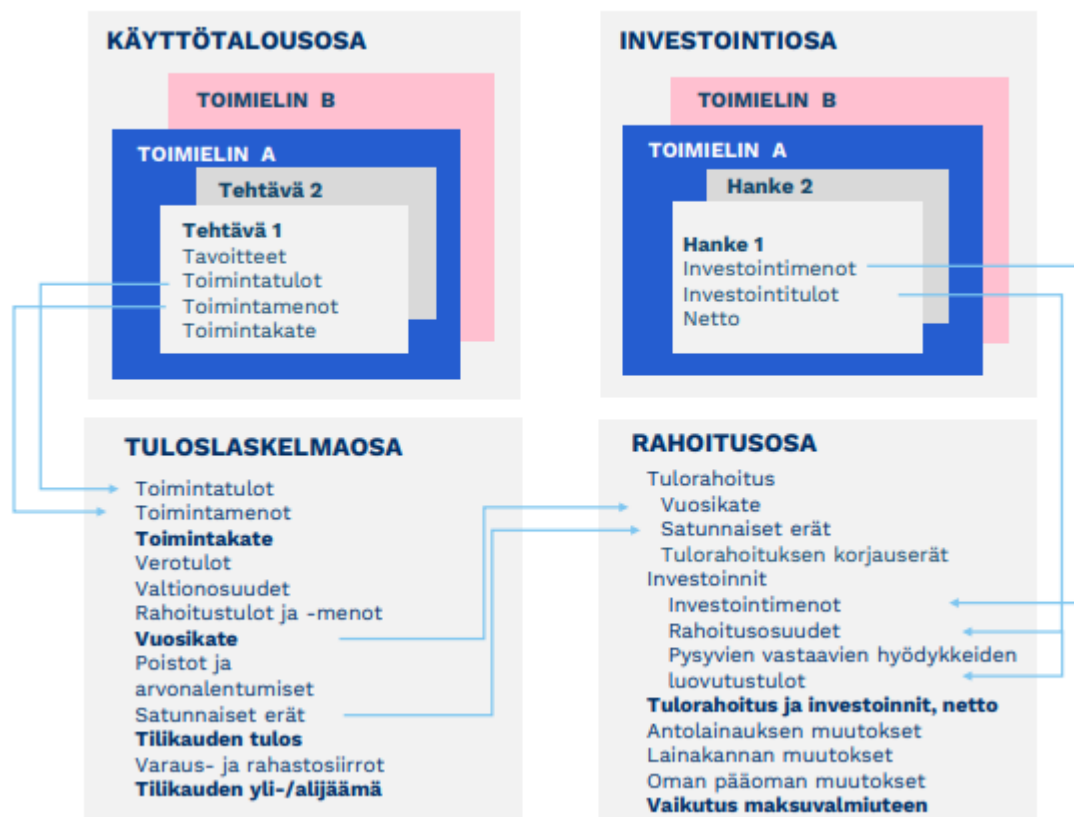 KÄYTTÖTALOUSOSA
TOIMIELIN B
TOIMIELIN A
Tehtävä 2
Tehtävä 1
Tavoitteet
Toimintatulot
Toimintamenot
Toimintakate
INVESTOINTIOSA
TOIMIELIN B
TOIMIELIN A
Hanke 2
Hanke 1
Investointimenot
Investointitulot
Netto
TULOSLASKELMAOSA
Toimintatulot
Toimintamenot
Toimintakate
Verotulot
Valtionosuudet
Rahoitustulot ja -menot
Vuosikate
Poistot ja
arvonalentumiset
Satunnaiset erät
Tilikauden tulos
Varaus- ja rahastosiirrot
Tilikauden yli-/alijäämä
RAHOITUSOSA
Tulorahoitus
Vuosikate
Satunnaiset erät
Tulorahoituksen korjauserät
Investoinnit
Investointimenot
Rahoitusosuudet
Pysyvien vastaavien hyödykkeiden
luovutustulot
Tulorahoitus ja investoinnit, netto
Antolainauksen muutokset
Lainakannan muutokset
Oman pääoman muutokset
Vaikutus maksuvalmiuteen